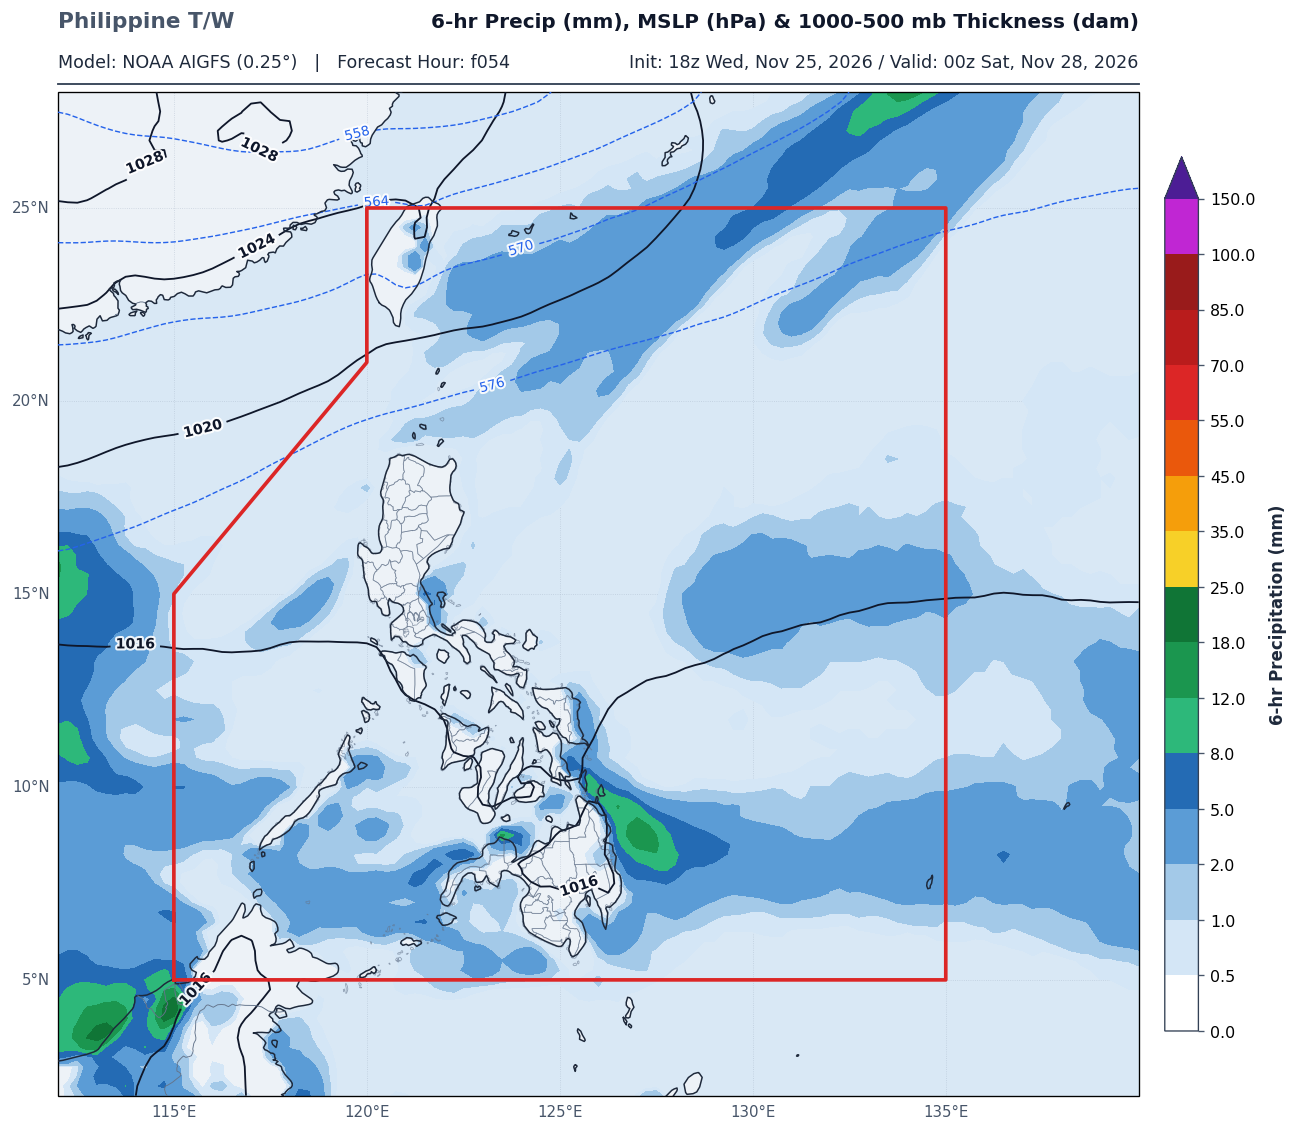 Philippine T/W
6-hr Precip (mm), MSLP (hPa) & 1000-500 mb Thickness (dam)
Model: NOAA AIGFS (0.25°)   |   Forecast Hour: f054
Init: 18z Wed, Nov 25, 2026 / Valid: 00z Sat, Nov 28, 2026
558
1028
1028
564
1024
570
576
1020
1016
1016
1016
25°N
20°N
15°N
10°N
5°N
115°E
120°E
125°E
130°E
135°E
150.0
100.0
85.0
70.0
55.0
45.0
35.0
25.0
18.0
12.0
8.0
5.0
2.0
1.0
0.5
0.0
6-hr Precipitation (mm)